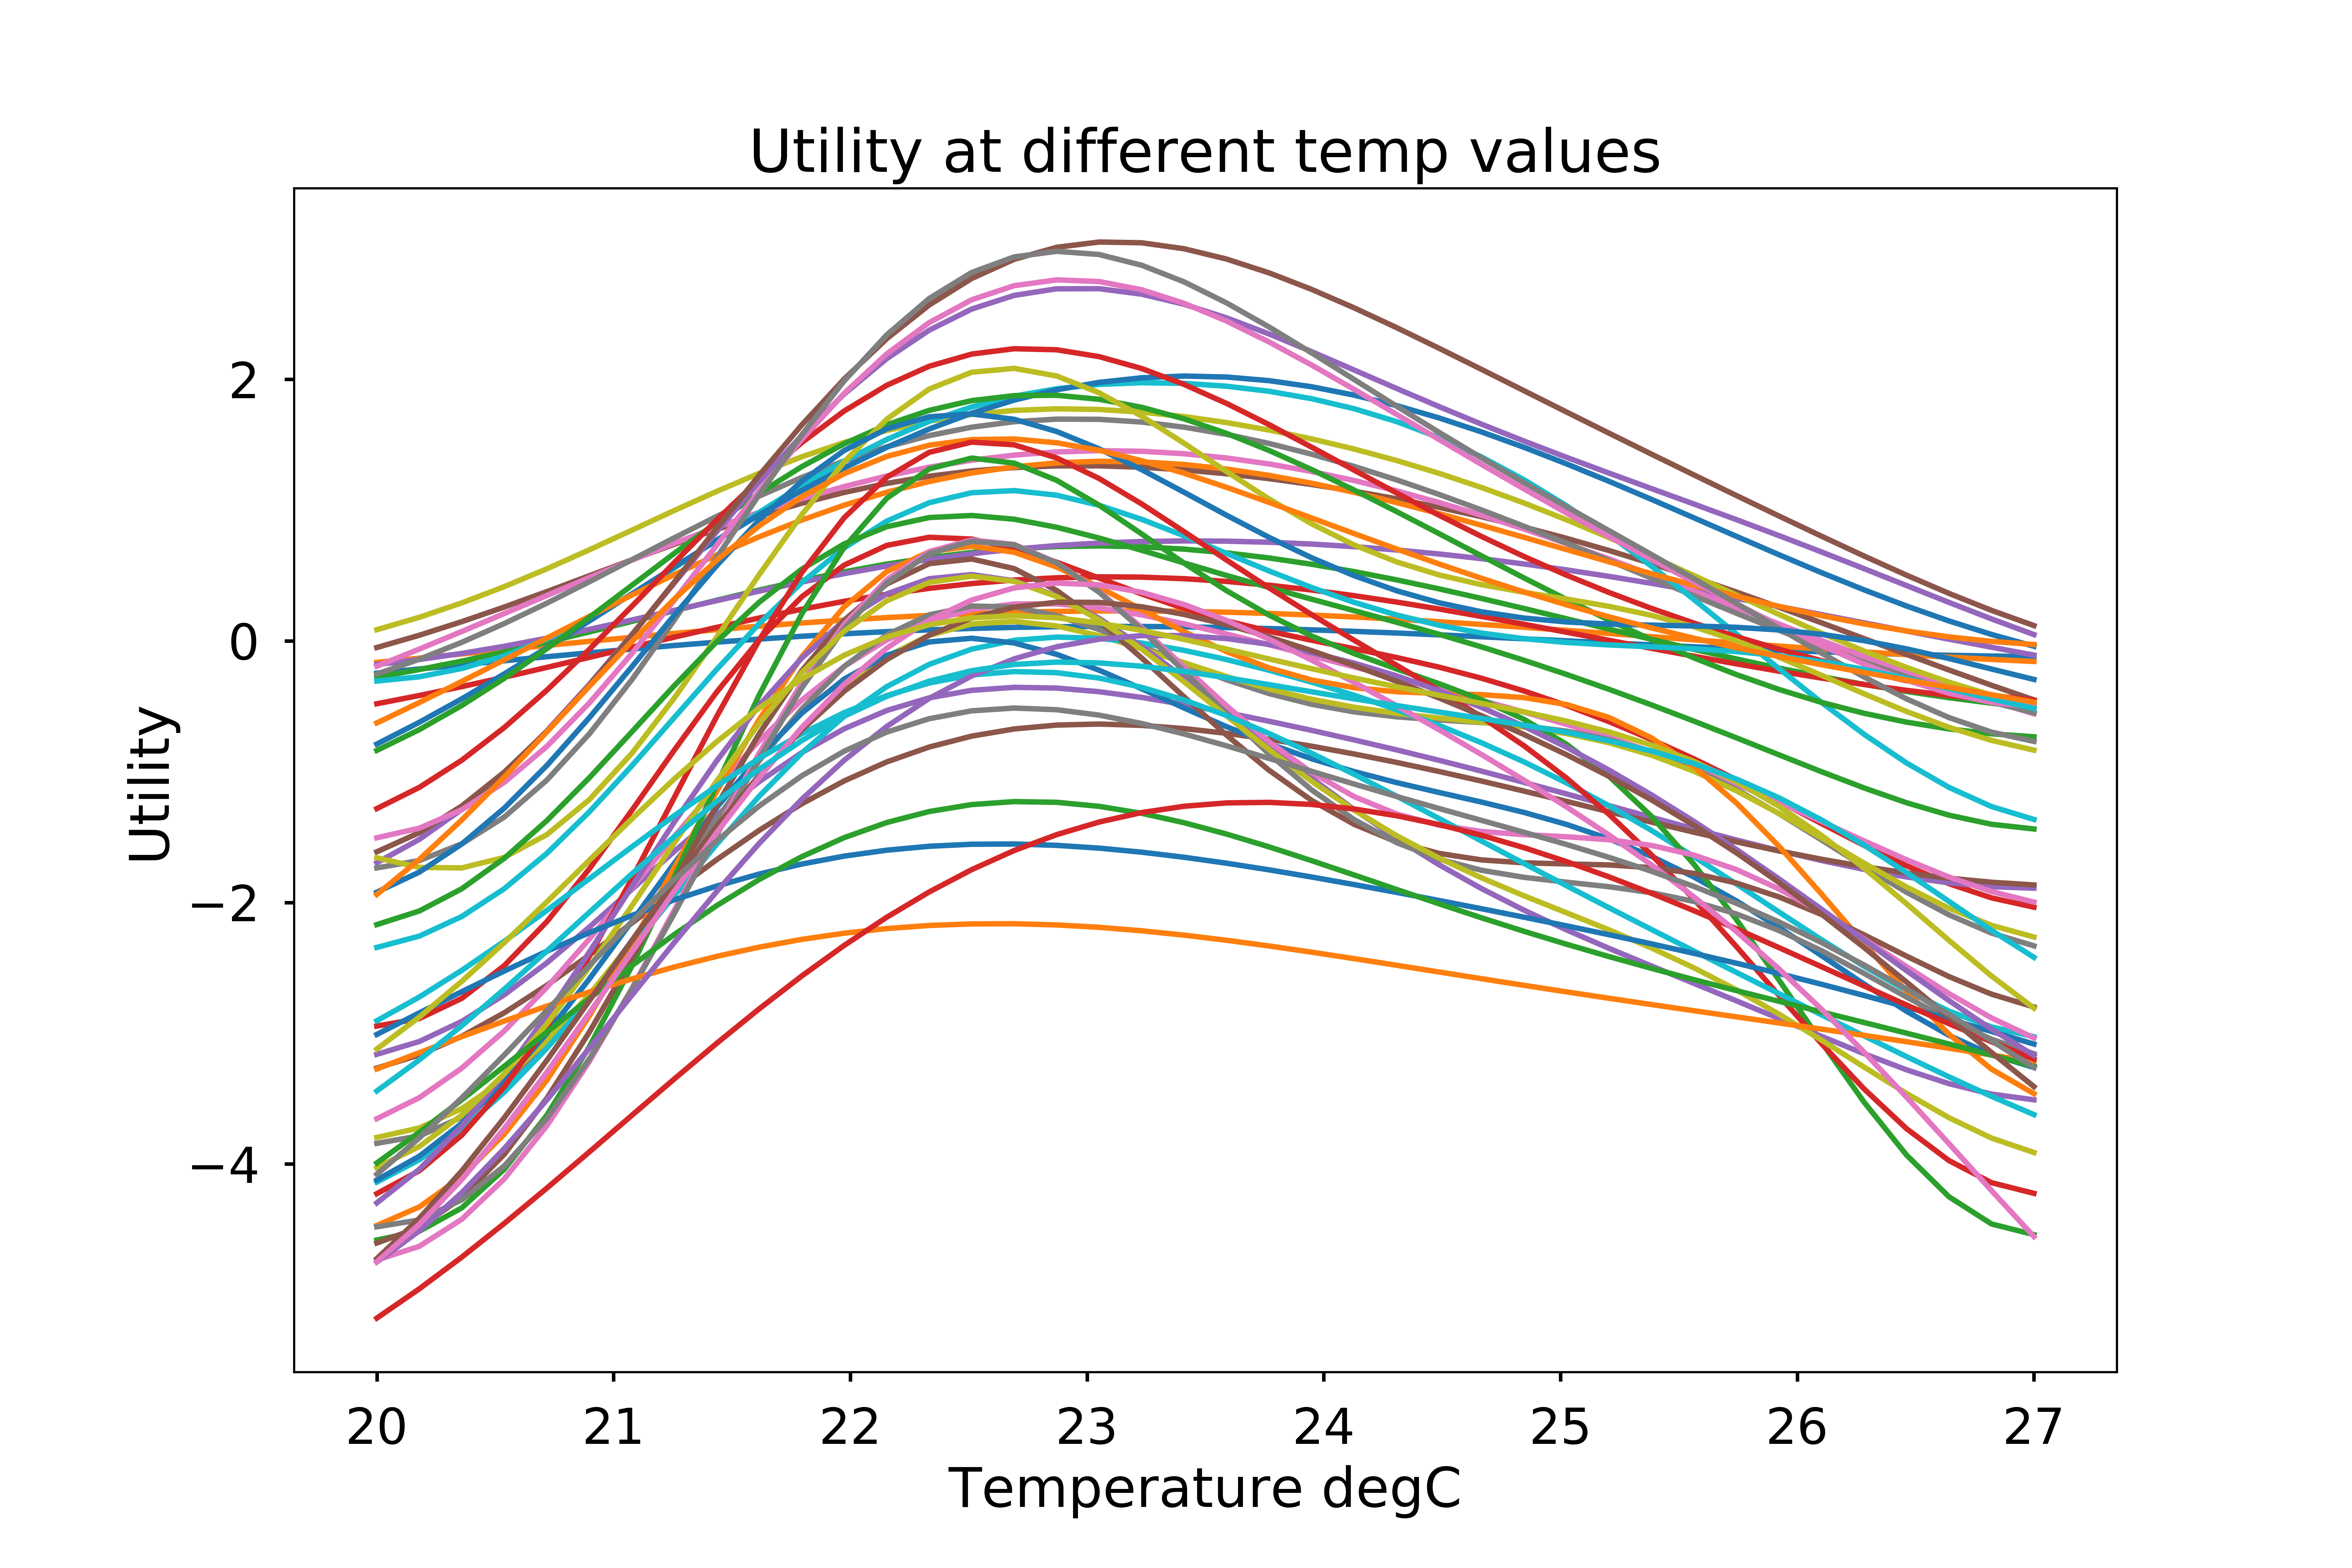 Utility at different temp values
Utility
2
0
−2
−4
20 21 22 23 24 25 26 27
Temperature degC